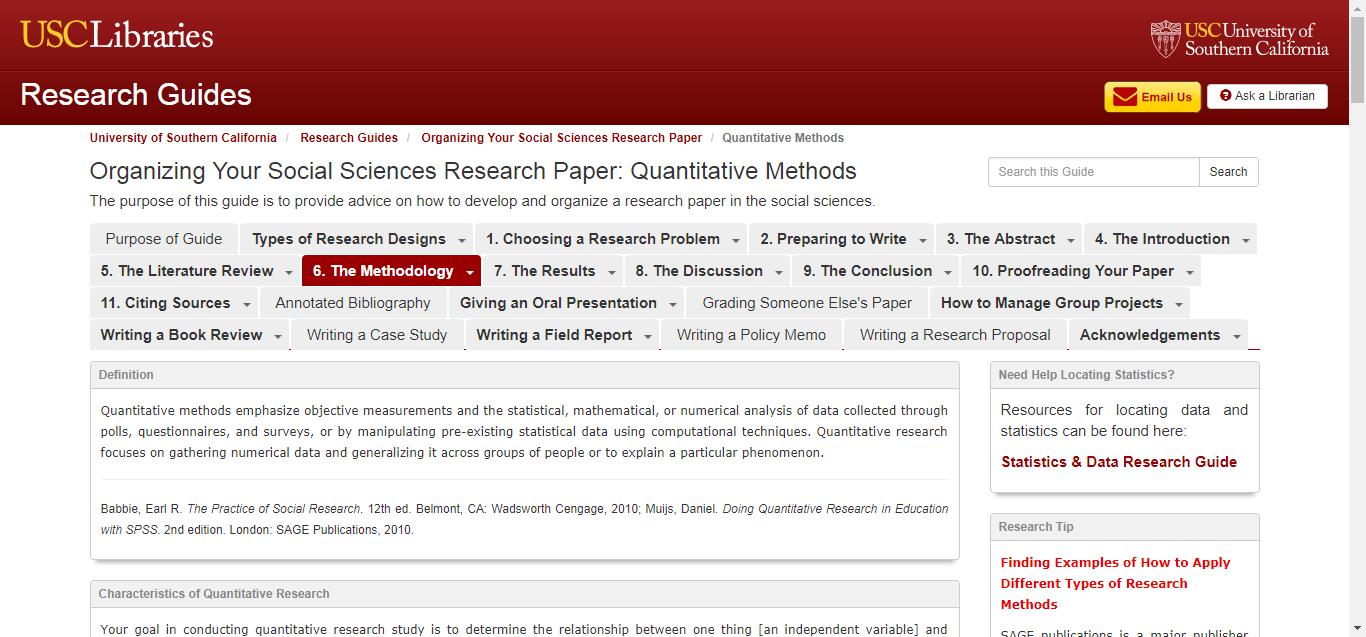 USCLibraries
USC University of
Southern California
Research Guides
Email Us
Ask a Librarian
University of Southern California / Research Guides / Organizing Your Social Sciences Research Paper / Quantitative Methods
Organizing Your Social Sciences Research Paper: Quantitative Methods
Search this Guide
Search
The purpose of this guide is to provide advice on how to develop and organize a research paper in the social sciences.
Purpose of Guide Types of Research Designs 1. Choosing a Research Problem 2. Preparing to Write 3. The Abstract 4. The Introduction
5. The Literature Review 6. The Methodology 7. The Results 8. The Discussion 9. The Conclusion 10. Proofreading Your Paper
11. Citing Sources Annotated Bibliography Giving an Oral Presentation Grading Someone Else's Paper How to Manage Group Projects
Writing a Book Review Writing a Case Study Writing a Field Report Writing a Policy Memo Writing a Research Proposal Acknowledgements
Definition
Quantitative methods emphasize objective measurements and the statistical, mathematical, or numerical analysis of data collected through
polls, questionnaires, and surveys, or by manipulating pre-existing statistical data using computational techniques. Quantitative research
focuses on gathering numerical data and generalizing it across groups of people or to explain a particular phenomenon.
Babbie, Earl R. The Practice of Social Research. 12th ed. Belmont, CA: Wadsworth Cengage, 2010; Muijs, Daniel. Doing Quantitative Research in Education
with SPSS. 2nd edition. London: SAGE Publications, 2010.
Characteristics of Quantitative Research
Your goal in conducting quantitative research study is to determine the relationship between one thing [an independent variable] and
Need Help Locating Statistics?
Resources for locating data and
statistics can be found here:
Statistics & Data Research Guide
Research Tip
Finding Examples of How to Apply
Different Types of Research
Methods
SAGE publications is a major publisher